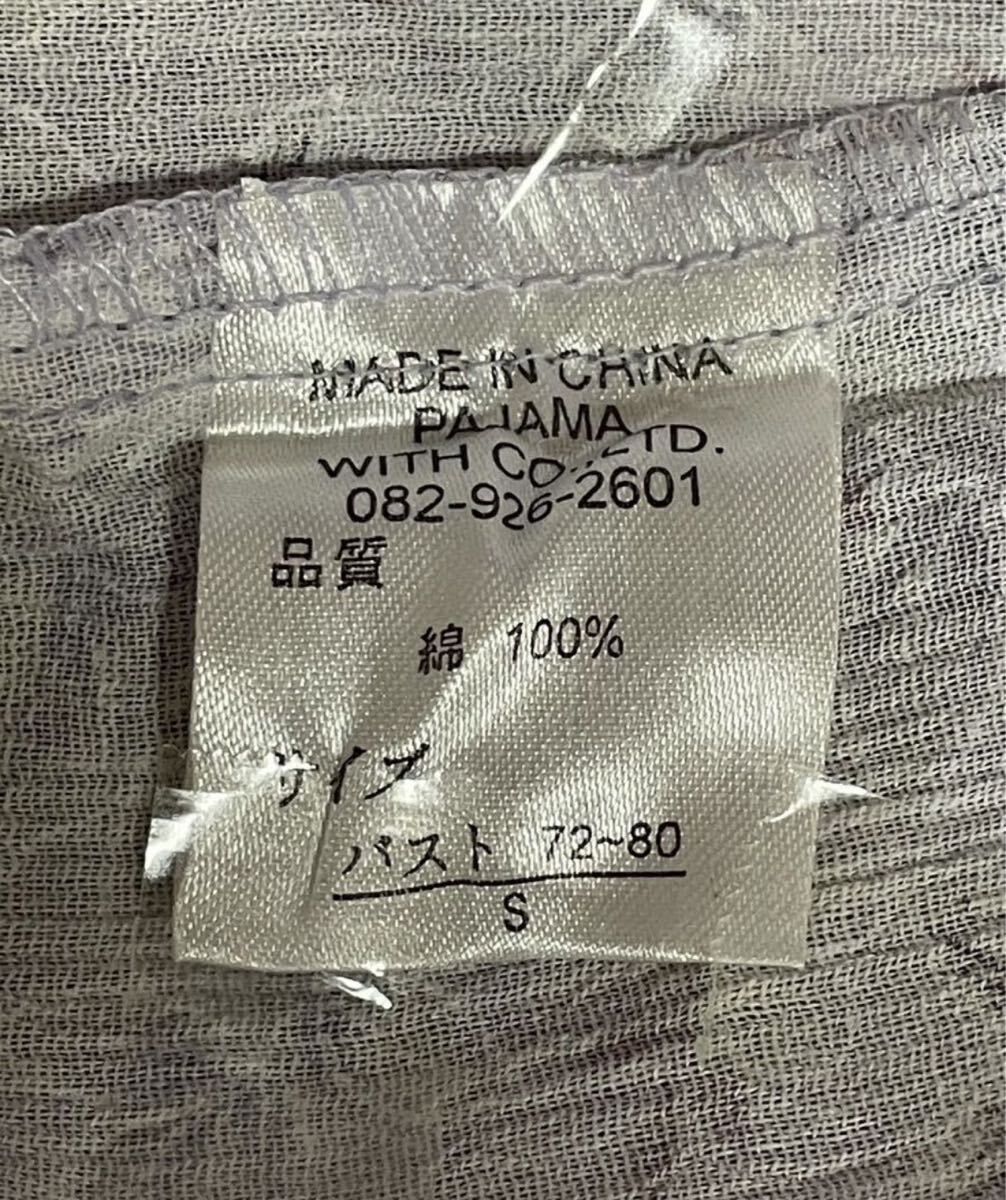 MADE IN CHINA
PAJAMA
WITH CO.,LTD.
082-926-2601
品質
綿 100%
サイズ
バスト 72~80
S